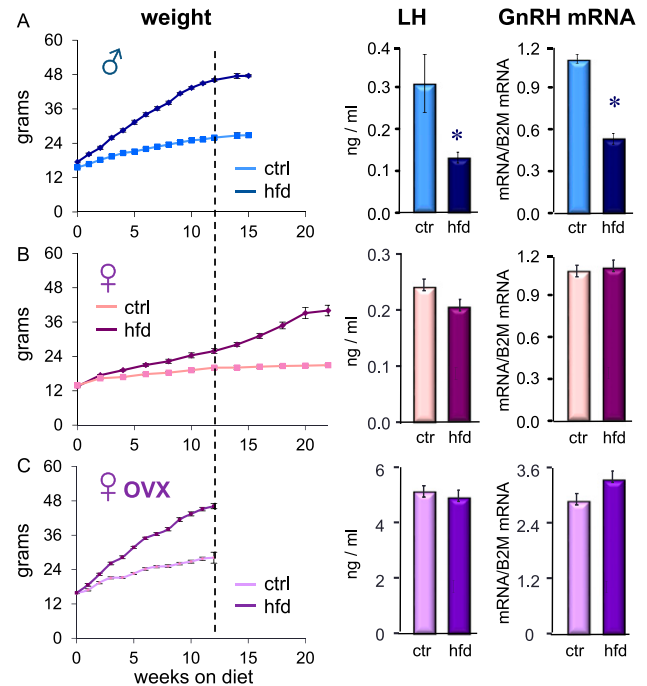 A
weight
LH
GnRH mRNA
♂
grams
60
48
36
24
12
0
ctrl
hfd
0 5 10 15 20
ng / ml
0.4
0.3
0.2
0.1
0.0
*
ctr hfd
mRNA/B2M mRNA
1.2
0.9
0.6
0.3
0.0
*
ctr hfd
B
♀
grams
60
48
36
24
12
0
ctrl
hfd
0 5 10 15 20
ng / ml
0.3
0.2
0.1
0.0
ctr hfd
mRNA/B2M mRNA
1.2
0.9
0.6
0.3
0.0
ctr hfd
C
♀ OVX
grams
60
48
36
24
12
0
ctrl
hfd
0 5 10 15 20
weeks on diet
ng / ml
6
5
2
0
ctr hfd
mRNA/B2M mRNA
3.6
2.4
1.2
0
ctr hfd